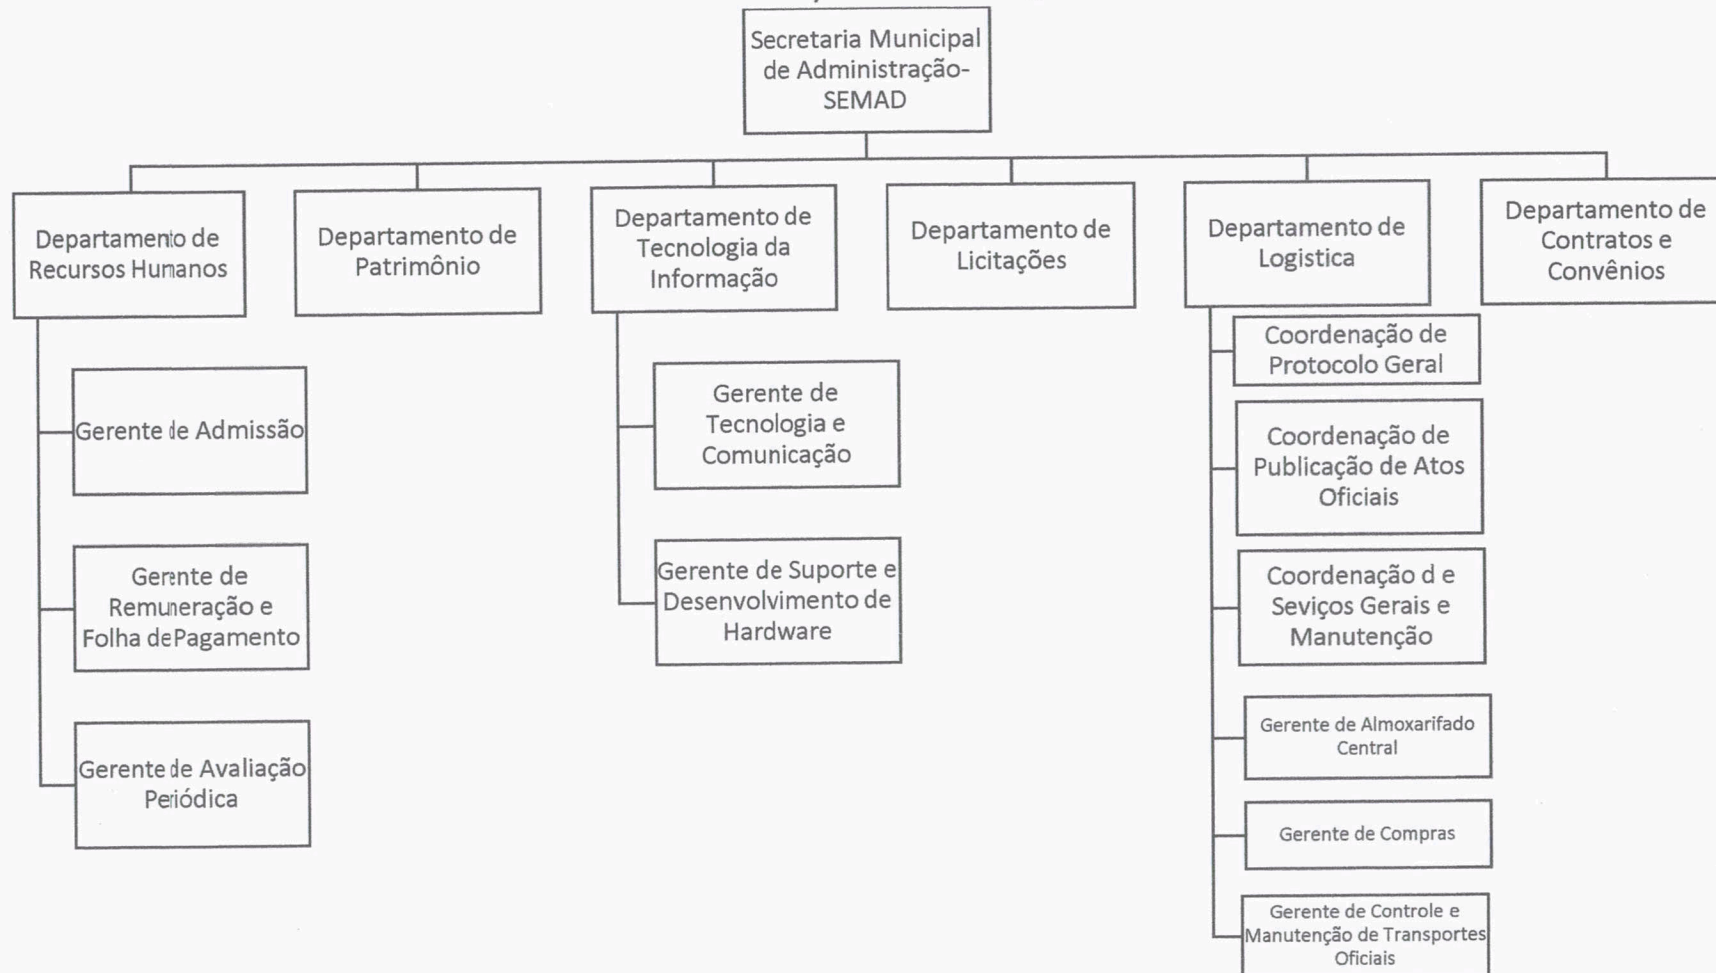 Secretaria Municipal
de Administração-
SEMAD
Departamento de
Recursos Humanos
Departamento de
Patrimônio
Departamento de
Tecnologia da
Informação
Departamento de
Licitações
Departamento de
Logistica
Departamento de
Contratos e
Convênios
Gerente de Admissão
Gerente de
Remuneração e
Folha de Pagamento
Gerente de Avaliação
Periódica
Gerente de
Tecnologia e
Comunicação
Gerente de Suporte e
Desenvolvimento de
Hardware
Coordenação de
Protocolo Geral
Coordenação de
Publicação de Atos
Oficiais
Coordenação d e
Seviços Gerais e
Manutenção
Gerente de Almoxarifado
Central
Gerente de Compras
Gerente de Controle e
Manutenção de Transportes
Oficiais